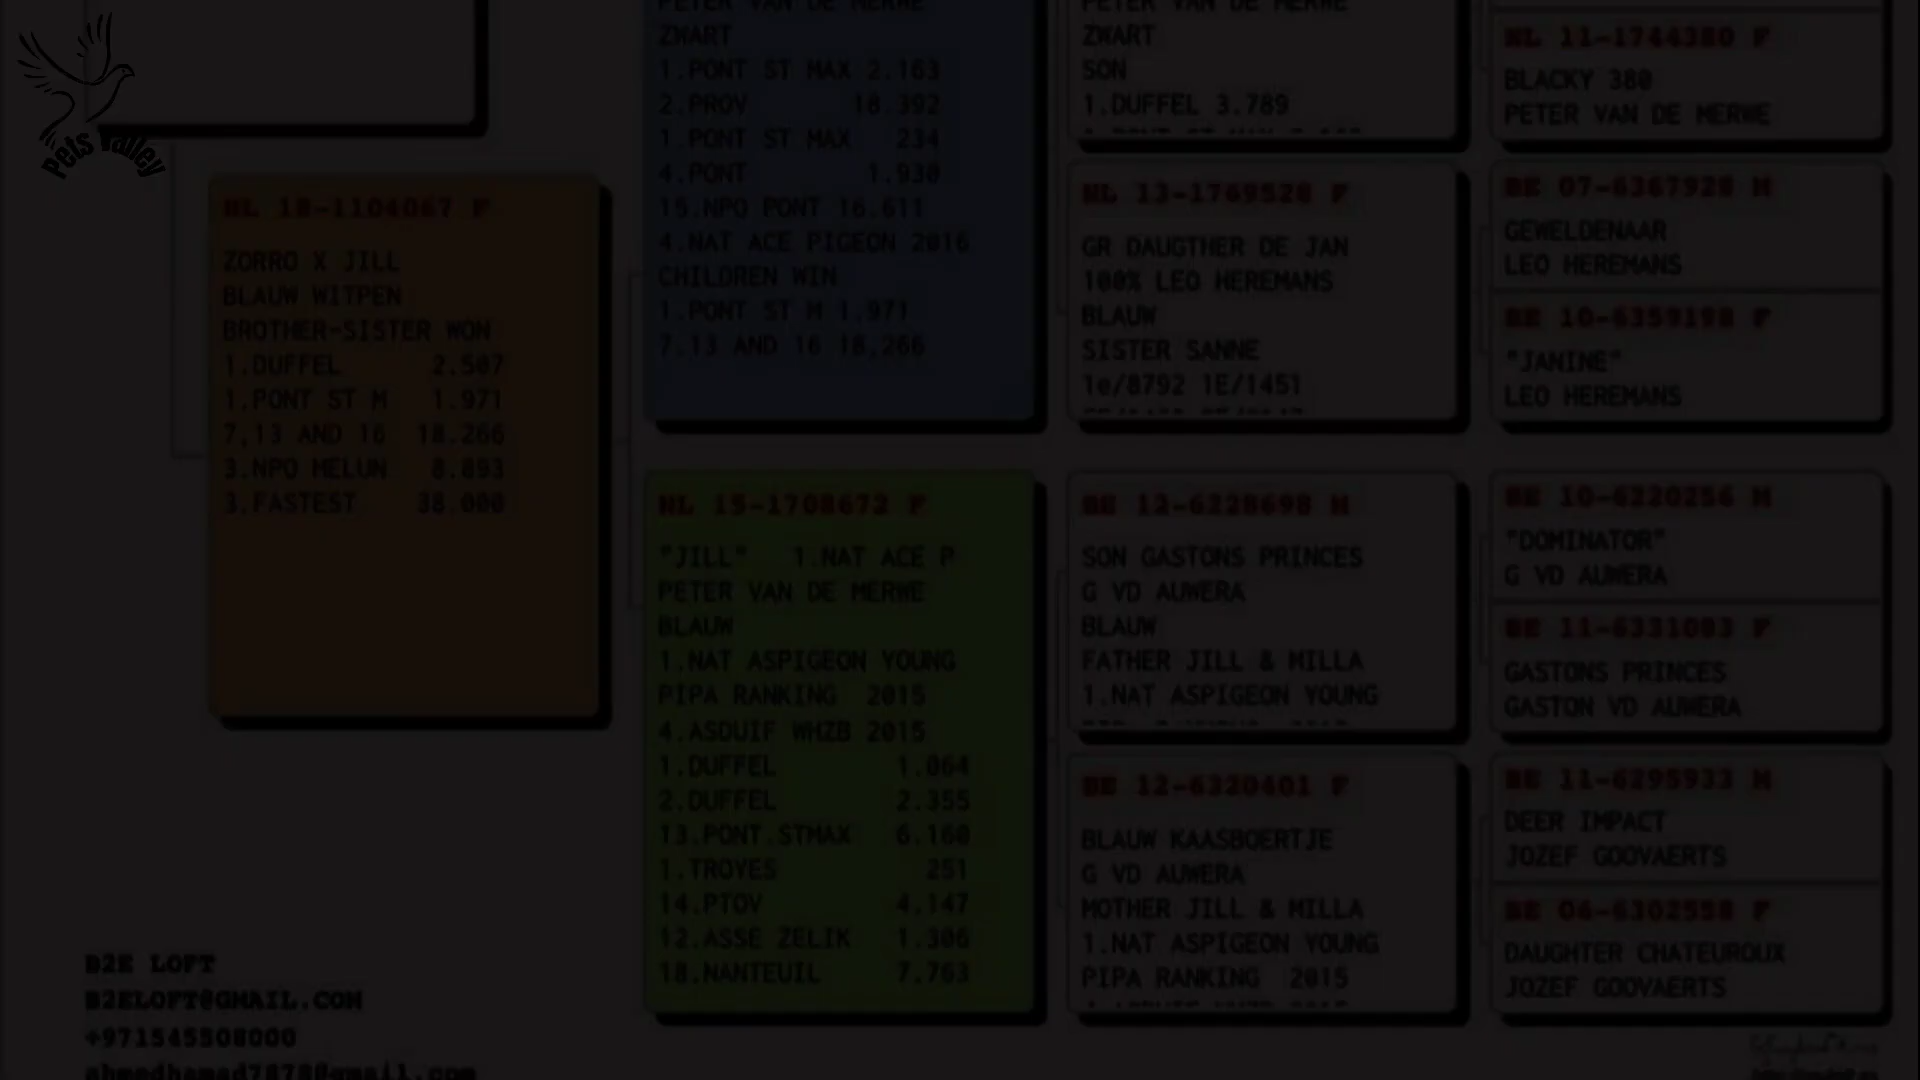 Pets Valley
NL 18-1104067 F
ZORRO X JILL
BLAUW WITPEN
BROTHER-SISTER WON
1.DUFFEL 2.507
1.PONT ST M 1.971
7,13 AND 16 18.266
3.NPO MELUN 8.893
3.FASTEST 38.000
B2E LOFT
B2ELOFT@GMAIL.COM
+971545508000
ahmedhamad7878@gmail.com
PETER VAN DE MERWE
ZWART
1.PONT ST MAX 2.163
2.PROV 18.392
1.PONT ST MAX 234
4.PONT 1.930
15.NPO PONT 16.611
4.NAT ACE PIGEON 2016
CHILDREN WIN
1.PONT ST M 1.971
7.13 AND 16 18,266
NL 15-1708672 F
"JILL" 1.NAT ACE P
PETER VAN DE MERWE
BLAUW
1.NAT ASPIGEON YOUNG
PIPA RANKING 2015
4.ASDUIF WHZB 2015
1.DUFFEL 1.064
2.DUFFEL 2.355
13.PONT.STMAX 6.160
1.TROYES 251
14.PTOV 4.147
12.ASSE ZELIK 1.306
18.NANTEUIL 7.763
PETER VAN DE MERWE
ZWART
SON
1.DUFFEL 3.789
NL 13-1769528 F
GR DAUGTHER DE JAN
100% LEO HEREMANS
BLAUW
SISTER SANNE
1e/8792 1E/1451
BE 12-6228698 M
SON GASTONS PRINCES
G VD AUWERA
BLAUW
FATHER JILL & MILLA
1.NAT ASPIGEON YOUNG
BE 12-6320401 F
BLAUW KAASBOERTJE
G VD AUWERA
MOTHER JILL & MILLA
1.NAT ASPIGEON YOUNG
PIPA RANKING 2015
NL 11-1744380 F
BLACKY 380
PETER VAN DE MERWE
BE 07-6367928 M
GEWELDENAAR
LEO HEREMANS
BE 10-6359198 F
"JANINE"
LEO HEREMANS
BE 10-6220256 M
"DOMINATOR"
G VD AUWERA
BE 11-6331083 F
GASTONS PRINCES
GASTON VD AUWERA
BE 11-6295933 M
DEER IMPACT
JOZEF GOOVAERTS
BE 06-6302558 F
DAUGHTER CHATEUROUX
JOZEF GOOVAERTS